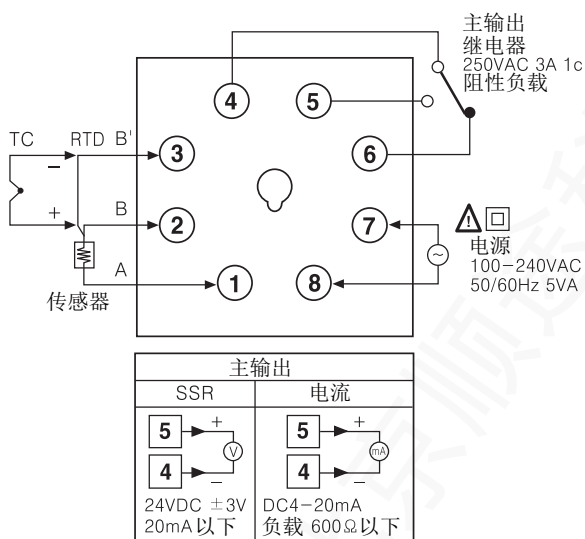 主输出
继电器
250VAC 3A 1c
阻性负载
4
5
TC
RTD
B'
3
6
−
+
B
2
7
A
1
8
传感器
~
!
电源
100−240VAC
50/60Hz 5VA
主输出
SSR
电流
5
+
V
4
−
24VDC ±3V
20mA 以下
5
+
mA
4
−
DC4−20mA
负载 600Ω以下